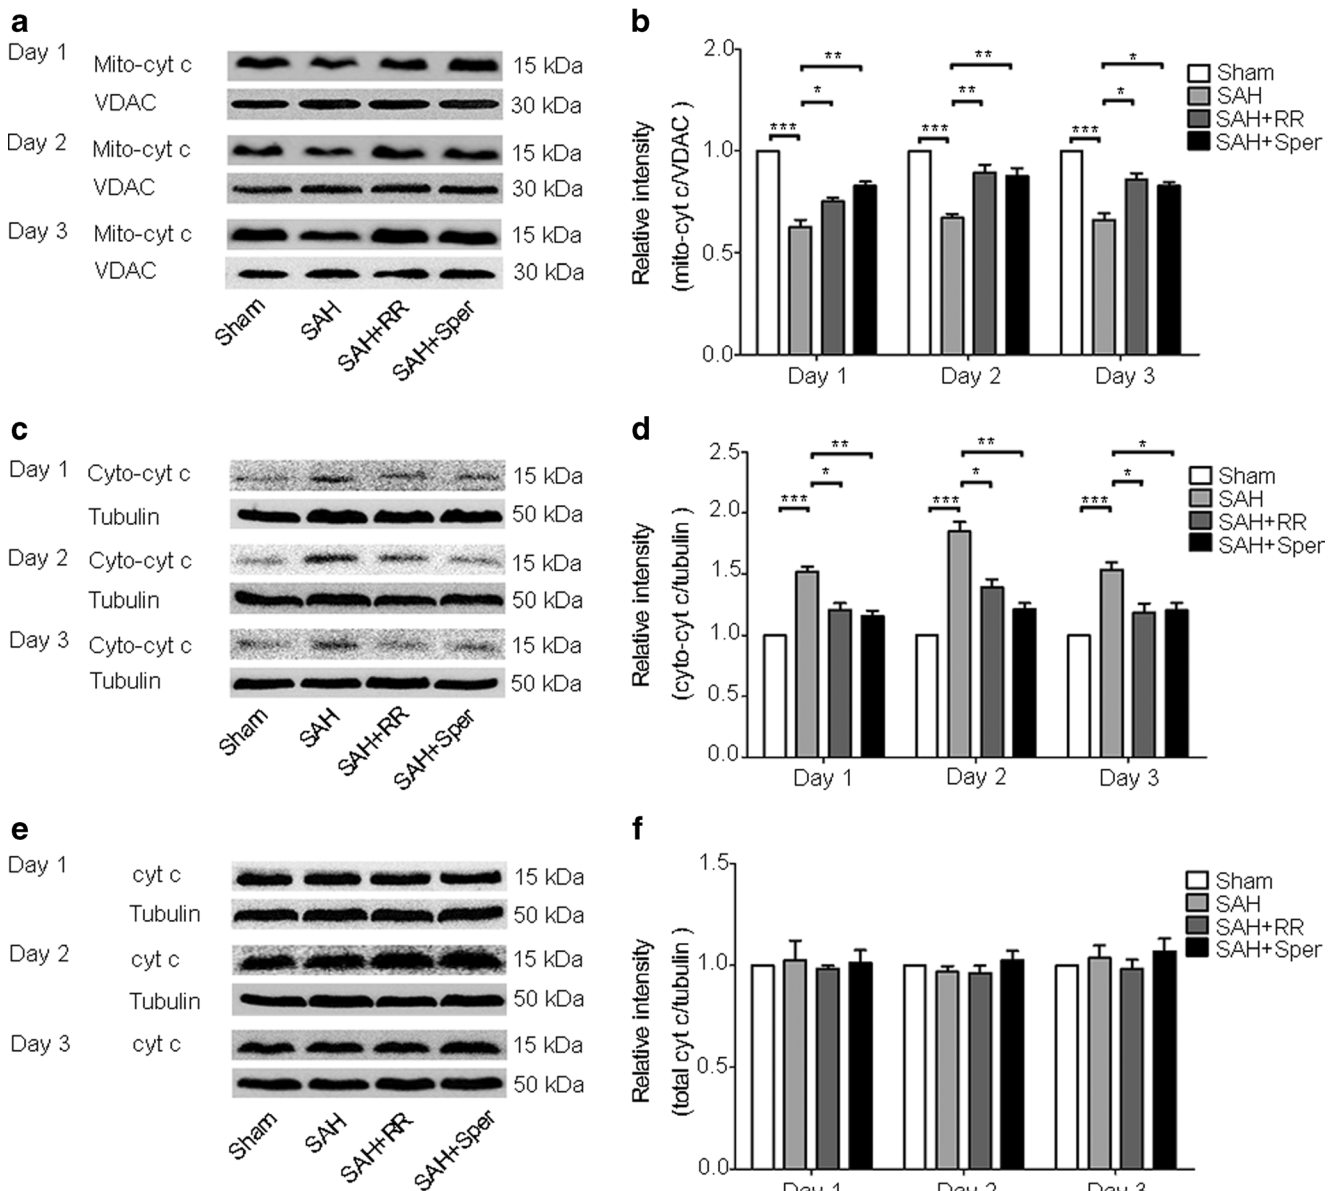 a
Day 1 Mito-cyt c 15 kDa
VDAC 30 kDa
Day 2 Mito-cyt c 15 kDa
VDAC 30 kDa
Day 3 Mito-cyt c 15 kDa
VDAC 30 kDa
Sham SAH SAH+RR SAH+Sper
b
Relative intensity
(mito-cyt c/VDAC )
2.0
1.0
0.5
0.0
*** * **
*** ** **
*** * *
Sham
SAH
SAH+RR
SAH+Sper
Day 1 Day 2 Day 3
c
Day 1 Cyto-cyt c 15 kDa
Tubulin 50 kDa
Day 2 Cyto-cyt c 15 kDa
Tubulin 50 kDa
Day 3 Cyto-cyt c 15 kDa
Tubulin 50 kDa
Sham SAH SAH+RR SAH+Sper
d
Relative intensity
(cyto-cyt c/tubulin )
2.5
2.0
1.5
1.0
0.5
0.0
*** * **
*** * **
*** * *
Sham
SAH
SAH+RR
SAH+Sper
Day 1 Day 2 Day 3
e
Day 1 cyt c 15 kDa
Tubulin 50 kDa
Day 2 cyt c 15 kDa
Tubulin 50 kDa
Day 3 cyt c 15 kDa
50 kDa
Sham SAH SAH+RR SAH+Sper
f
Relative intensity
(total cyt c/tubulin )
1.5
1.0
0.5
0.0
Sham
SAH
SAH+RR
SAH+Sper
Day 1 Day 2 Day 3